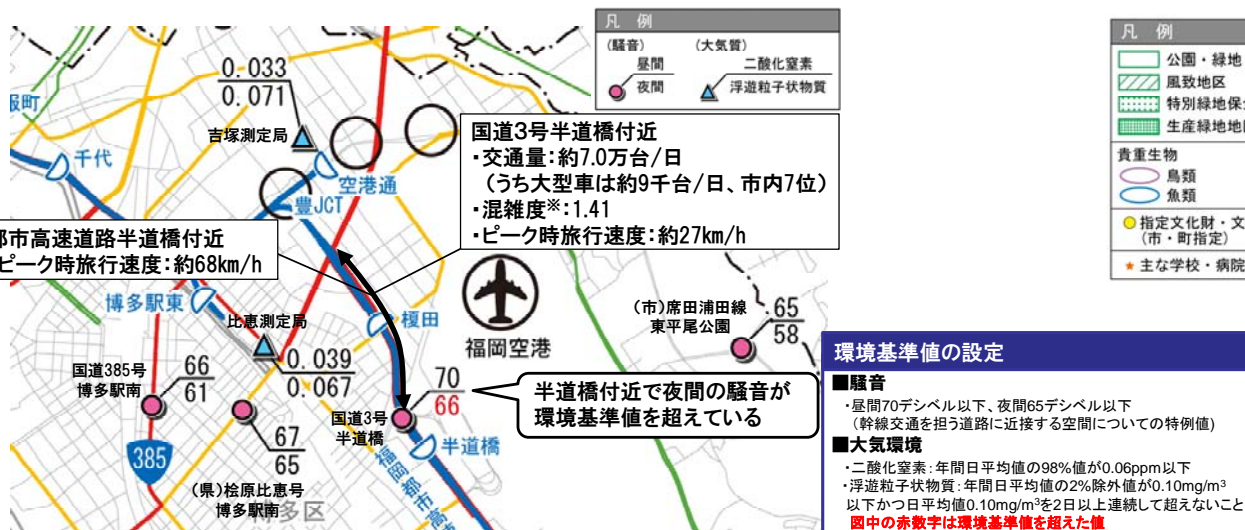 凡 例
(騒音)
(大気質)
昼間
夜間
二酸化窒素
浮遊粒子状物質
凡 例
公園・緑地
風致地区
特別緑地保
生産緑地地
貴重生物
鳥類
魚類
指定文化財・文
(市・町指定)
主な学校・病院
0.033
0.071
吉塚測定局
服町
千代
空港通
豊JCT
国道3号半道橋付近
・交通量:約7.0万台/日
(うち大型車は約9千台/日、市内7位)
・混雑度※:1.41
・ピーク時旅行速度:約27km/h
都市高速道路半道橋付近
ピーク時旅行速度:約68km/h
博多駅東
比恵測定局
0.039
0.067
榎田
福岡空港
(市)席田浦田線
東平尾公園
65
58
国道385号
博多駅南
66
61
385
67
65
(県)桧原比恵号
博多駅南
博多区
国道3号
半道橋
70
66
半道橋
福岡都市高
半道橋付近で夜間の騒音が
環境基準値を超えている
環境基準値の設定
■騒音
・昼間70デシベル以下、夜間65デシベル以下
(幹線交通を担う道路に近接する空間についての特例値)
■大気環境
・二酸化窒素:年間日平均値の98%値が0.06ppm以下
・浮遊粒子状物質:年間日平均値の2%除外値が0.10mg/m³
以下かつ日平均値0.10mg/m³を2日以上連続して超えないこと
図中の赤数字は環境基準値を超えた値